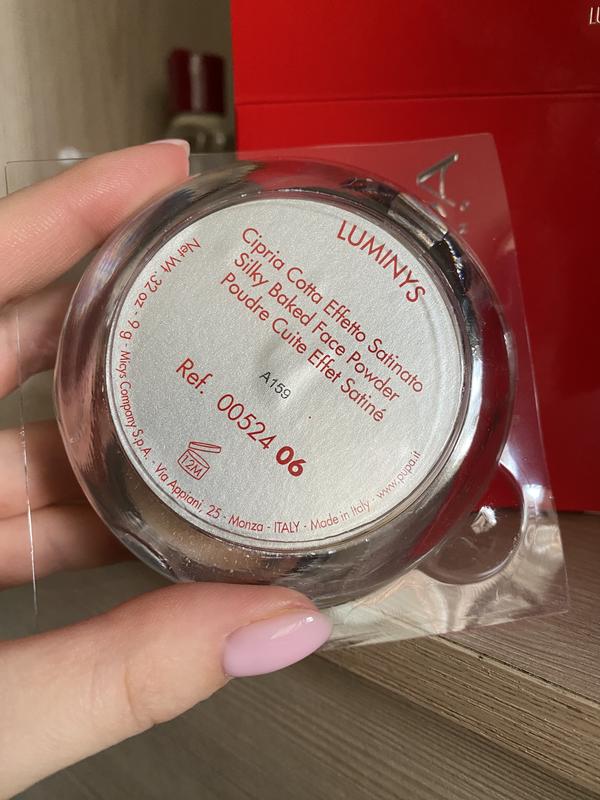 LUMINYS
Cipria Cotta Effetto Satinato
Silky Baked Face Powder
Poudre Cuite Effet Satiné
A159
Ref. 00524 06
12M
Net Wt .32 oz - 9 g - Micys Company S.p.A. - Via Appiani, 25 - Monza - ITALY - Made in Italy - www.pupa.it